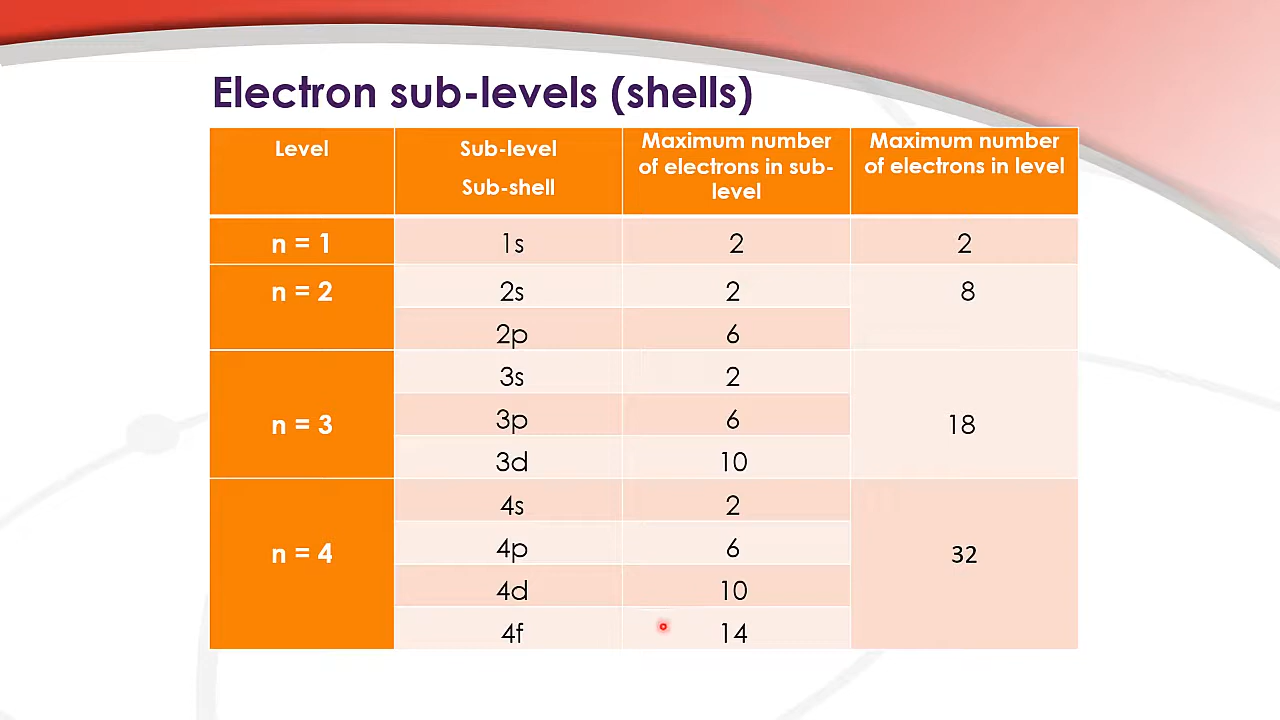 Electron sub-levels (shells)
Level
Sub-level
Sub-shell
Maximum number
of electrons in sub-
level
Maximum number
of electrons in level
n = 1
1s
2
2
n = 2
2s
2
8
2p
6
n = 3
3s
2
18
3p
6
3d
10
n = 4
4s
2
32
4p
6
4d
10
4f
14